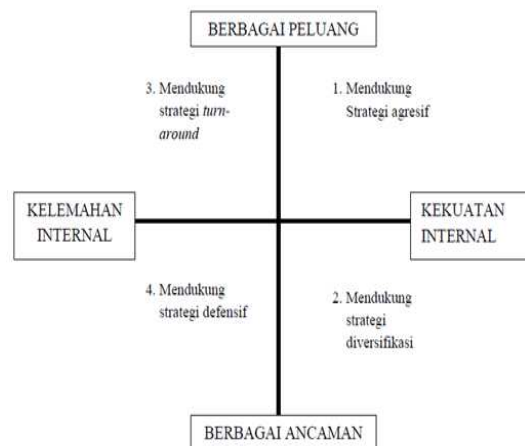 BERBAGAI PELUANG
3. Mendukung
strategi turn-
around
1. Mendukung
Strategi agresif
KELEMAHAN
INTERNAL
KEKUATAN
INTERNAL
4. Mendukung
strategi defensif
2. Mendukung
strategi
diversifikasi
BERBAGAI ANCAMAN